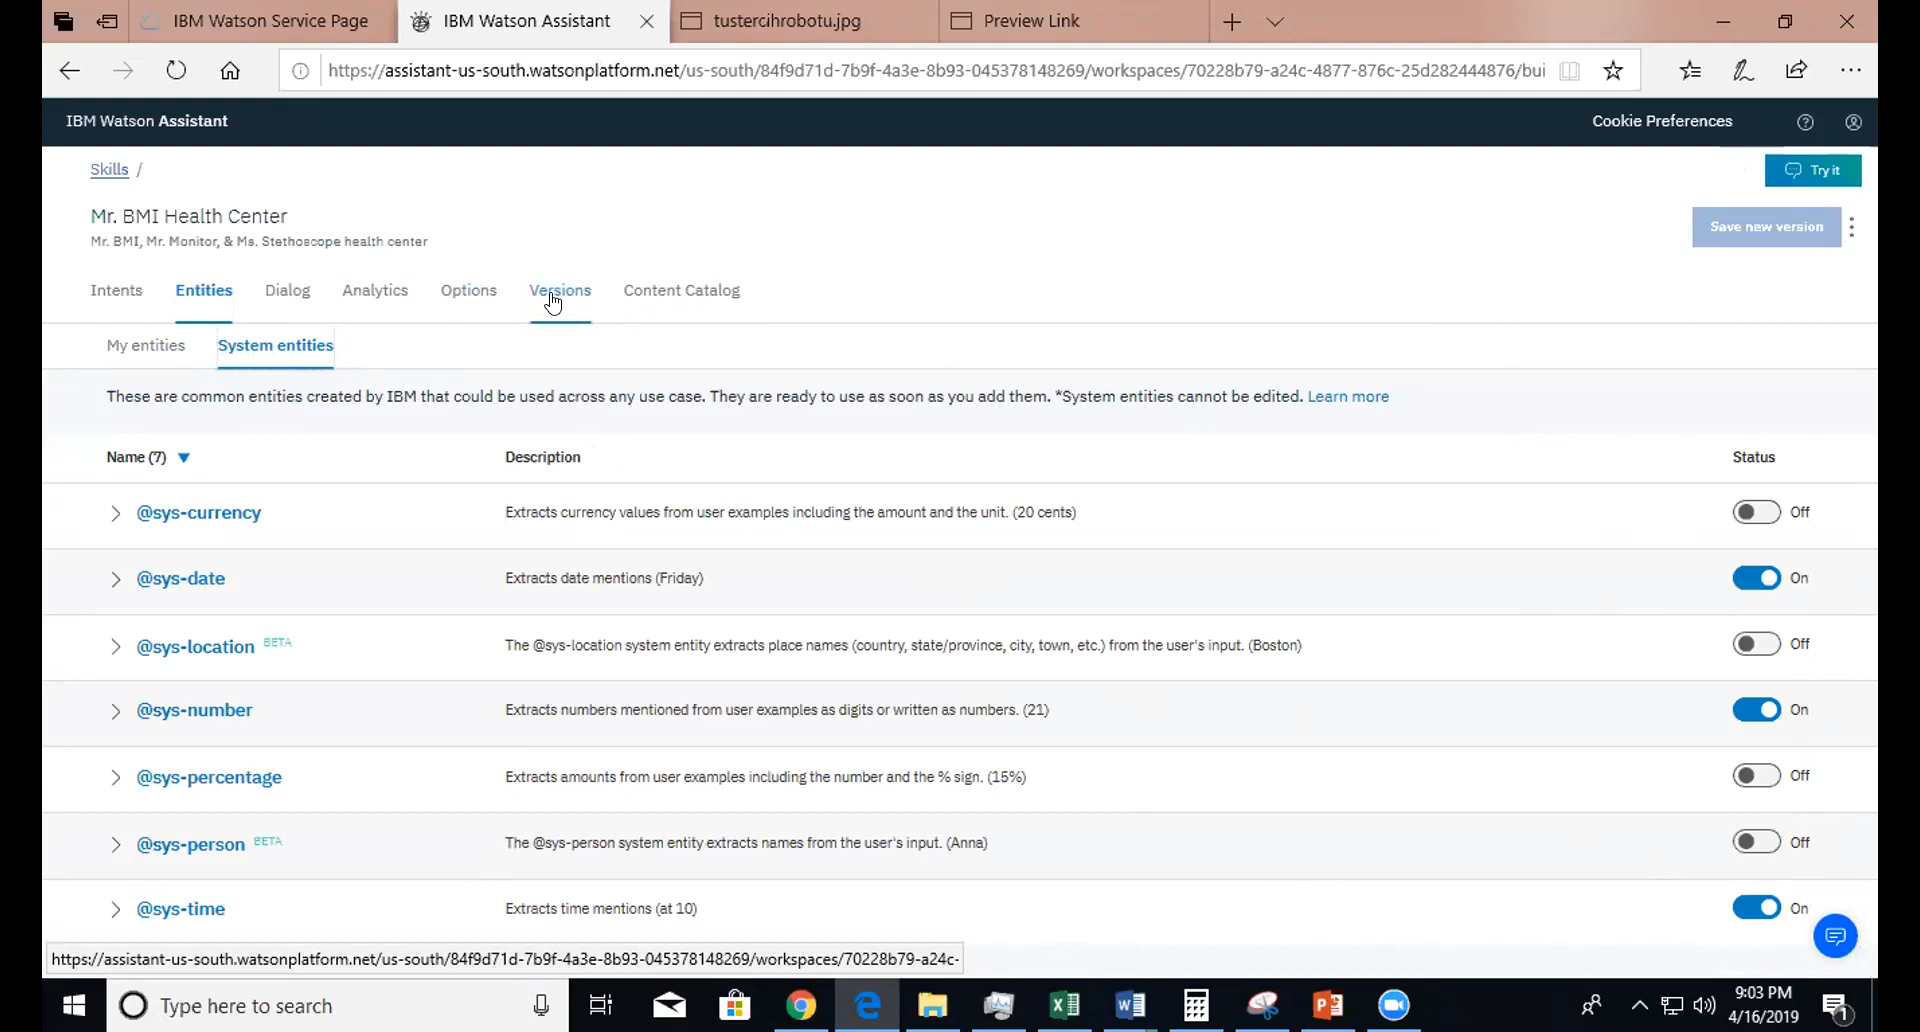 IBM Watson Service Page
IBM Watson Assistant
tustercihrobotu.jpg
Preview Link
https://assistant-us-south.watsonplatform.net/us-south/84f9d71d-7b9f-4a3e-8b93-045378148269/workspaces/70228b79-a24c-4877-876c-25d282444876/bui
IBM Watson Assistant
Cookie Preferences
Skills /
Try it
Mr. BMI Health Center
Mr. BMI, Mr. Monitor, & Ms. Stethoscope health center
Save new version
Intents Entities Dialog Analytics Options Versions Content Catalog
My entities System entities
These are common entities created by IBM that could be used across any use case. They are ready to use as soon as you add them. *System entities cannot be edited. Learn more
Name (7) Description Status
@sys-currency Extracts currency values from user examples including the amount and the unit. (20 cents) Off
@sys-date Extracts date mentions (Friday) On
@sys-location BETA The @sys-location system entity extracts place names (country, state/province, city, town, etc.) from the user's input. (Boston) Off
@sys-number Extracts numbers mentioned from user examples as digits or written as numbers. (21) On
@sys-percentage Extracts amounts from user examples including the number and the % sign. (15%) Off
@sys-person BETA The @sys-person system entity extracts names from the user's input. (Anna) Off
@sys-time Extracts time mentions (at 10) On
https://assistant-us-south.watsonplatform.net/us-south/84f9d71d-7b9f-4a3e-8b93-045378148269/workspaces/70228b79-a24c-
Type here to search
9:03 PM
4/16/2019
1